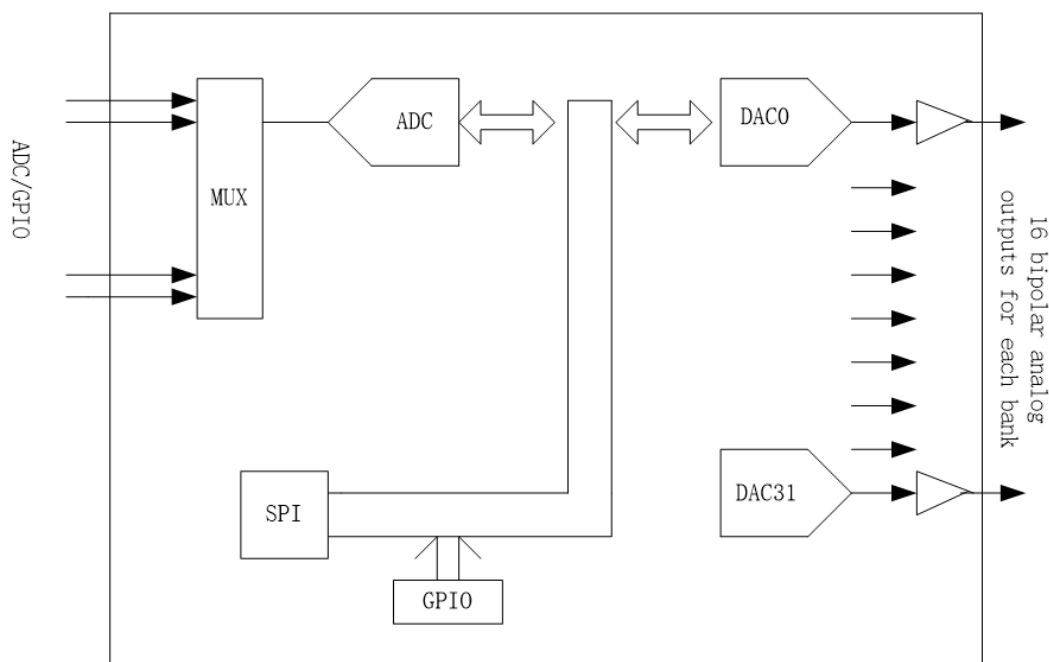 ADC/GPIO
MUX
ADC
DAC0
16 bipolar analog
outputs for each bank
SPI
DAC31
GPIO